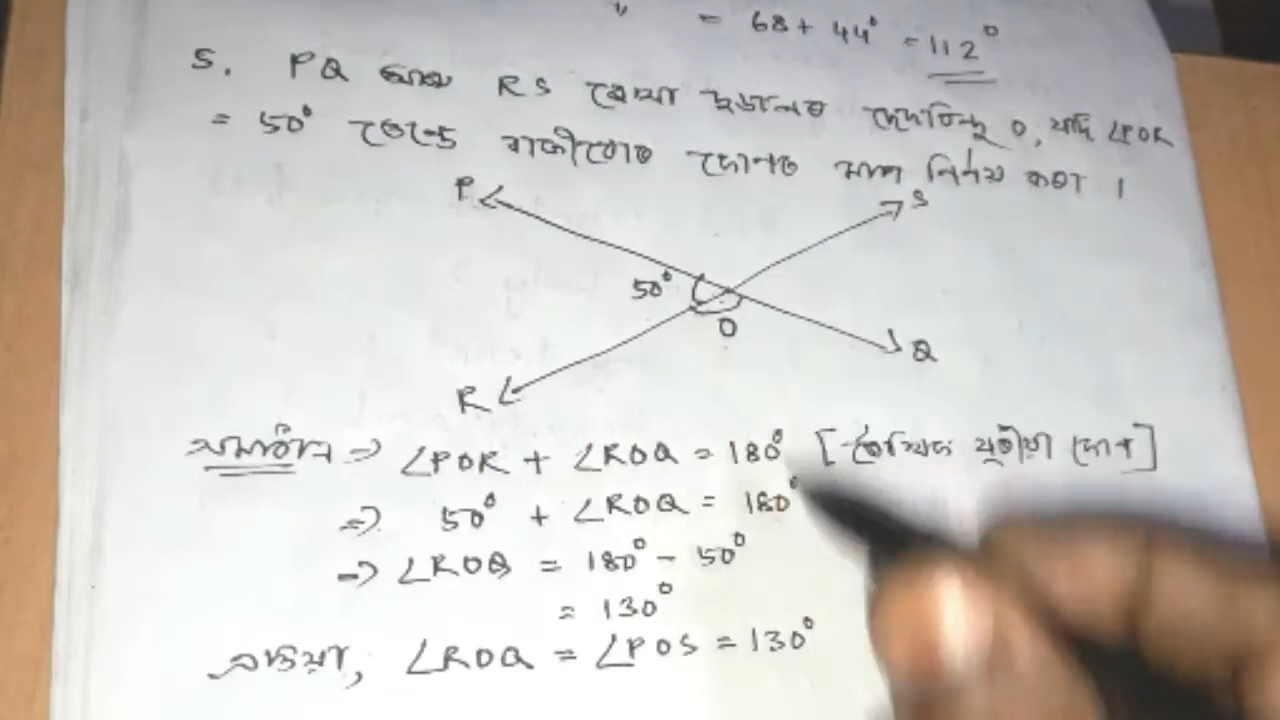 " = 68 + 44° = 112°
5. PQ আৰু RS ৰেখা দুডালৰ ছেদবিন্দু O, যদি ∠POR
= 50° তেন্তে বাকীবোৰ কোণৰ মাপ নিৰ্ণয় কৰা ।
P S
50°
O
Q
R
সমাধান ⇒ ∠POR + ∠ROQ = 180° [ৰৈখিক যুৰীয়া কোণ]
⇒ 50° + ∠ROQ = 180°
⇒ ∠ROQ = 180° - 50°
= 130°
∠ROQ = ∠POS = 130°